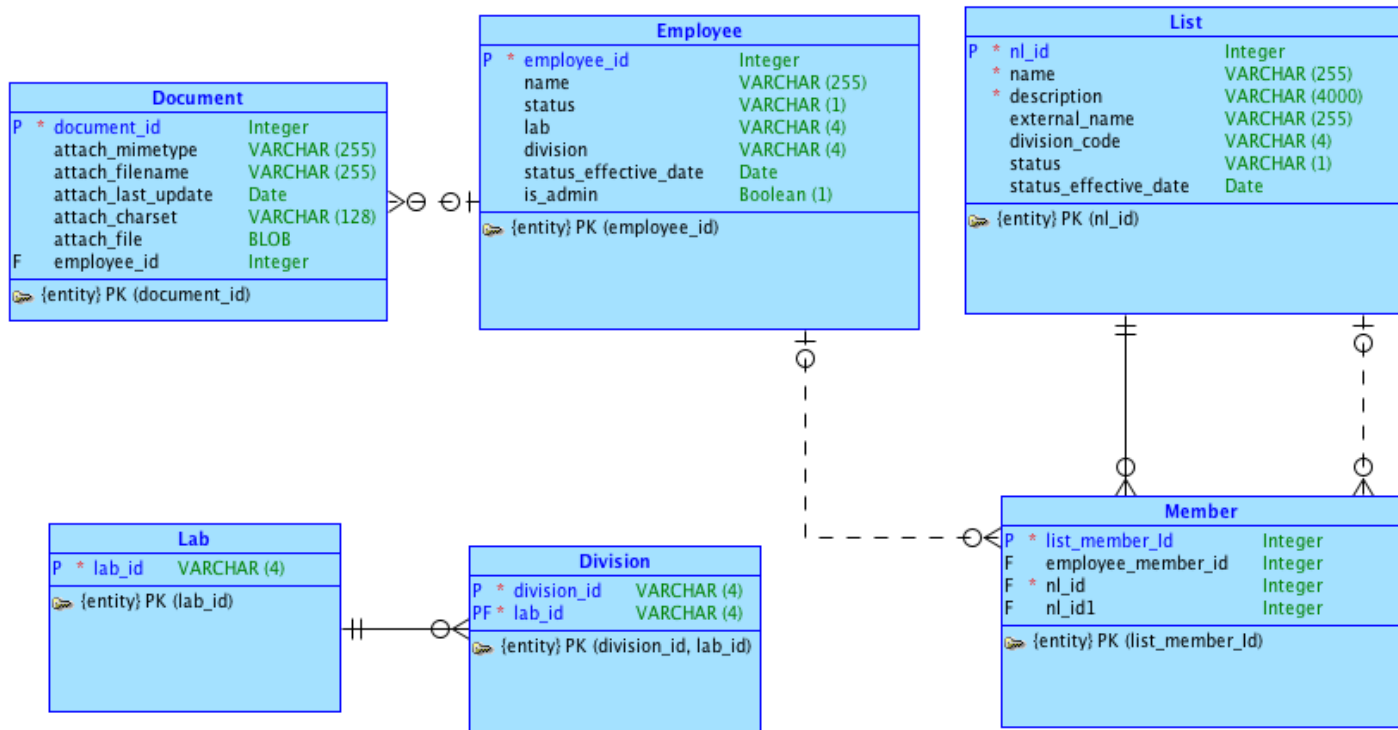 Document
P * document_id Integer
attach_mimetype VARCHAR (255)
attach_filename VARCHAR (255)
attach_last_update Date
attach_charset VARCHAR (128)
attach_file BLOB
F employee_id Integer
{entity} PK (document_id)
Employee
P * employee_id Integer
name VARCHAR (255)
status VARCHAR (1)
lab VARCHAR (4)
division VARCHAR (4)
status_effective_date Date
is_admin Boolean (1)
{entity} PK (employee_id)
List
P * nl_id Integer
* name VARCHAR (255)
* description VARCHAR (4000)
external_name VARCHAR (255)
division_code VARCHAR (4)
status VARCHAR (1)
status_effective_date Date
{entity} PK (nl_id)
Lab
P * lab_id VARCHAR (4)
{entity} PK (lab_id)
Division
P * division_id VARCHAR (4)
PF * lab_id VARCHAR (4)
{entity} PK (division_id, lab_id)
Member
P * list_member_Id Integer
F employee_member_id Integer
F * nl_id Integer
F nl_id1 Integer
{entity} PK (list_member_Id)